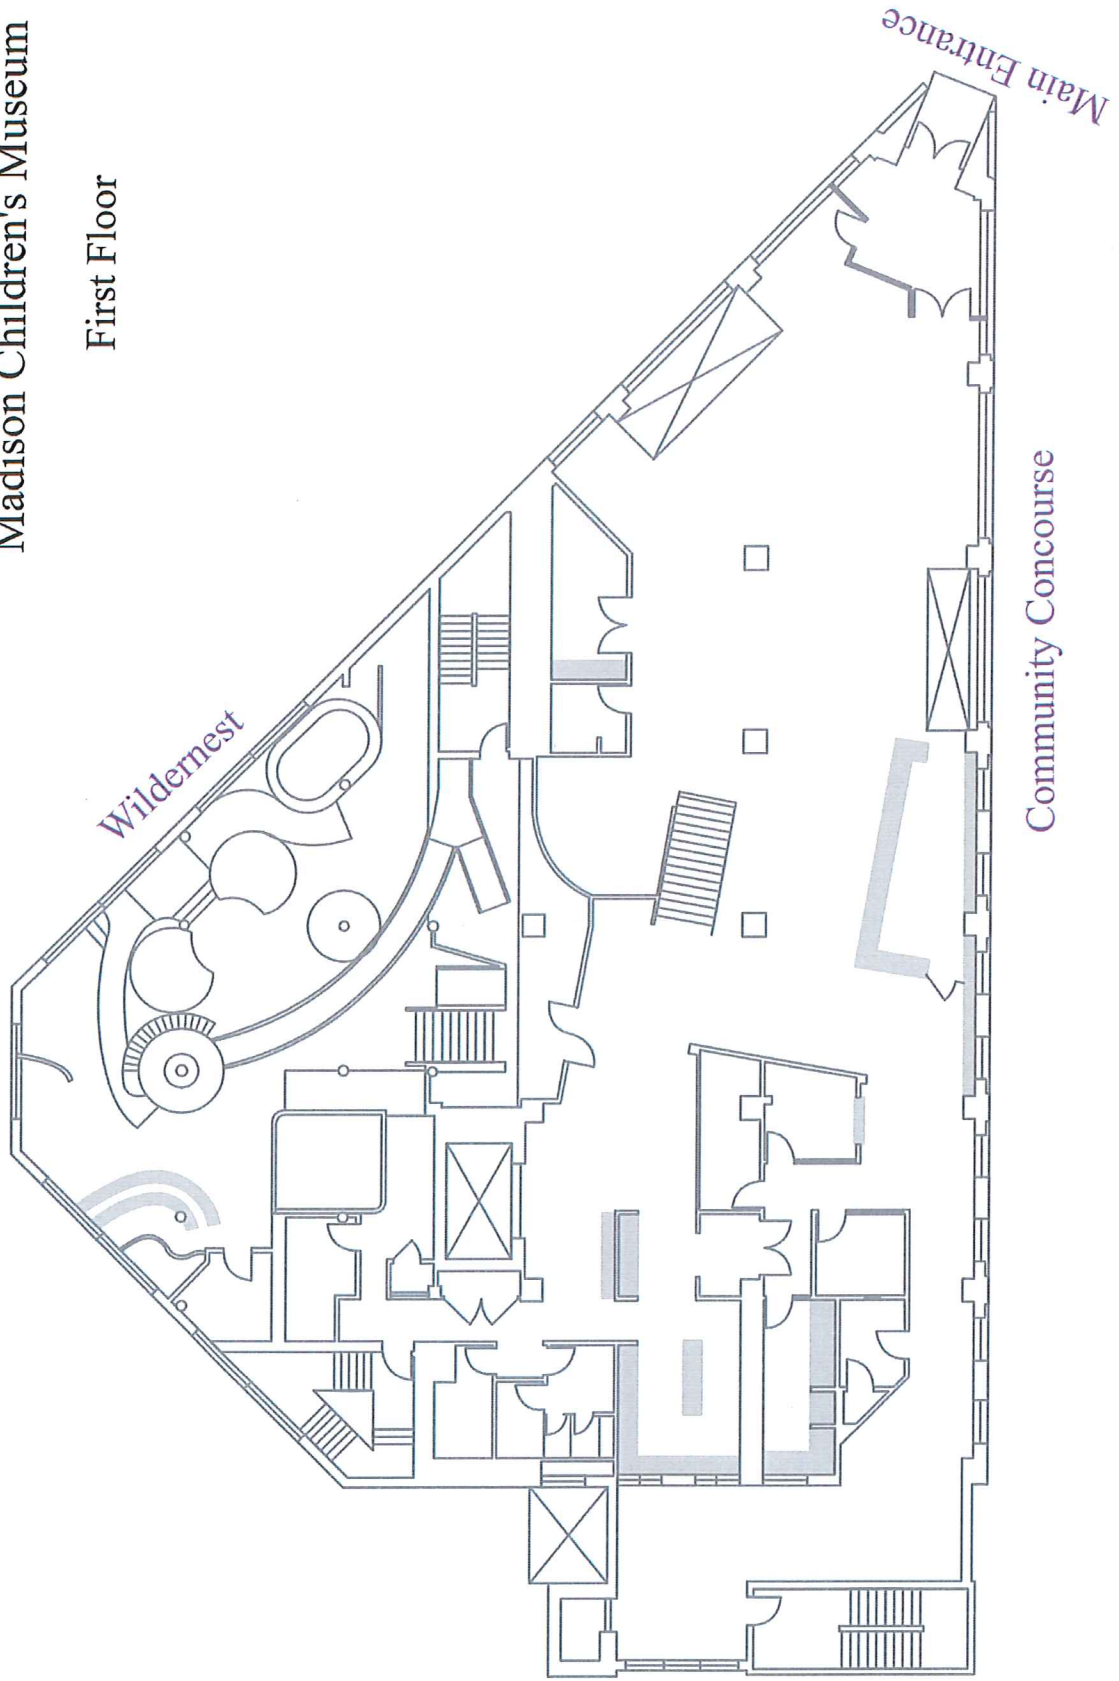 Madison Children's Museum
First Floor
Wildernest
Main Entrance
Community Concourse